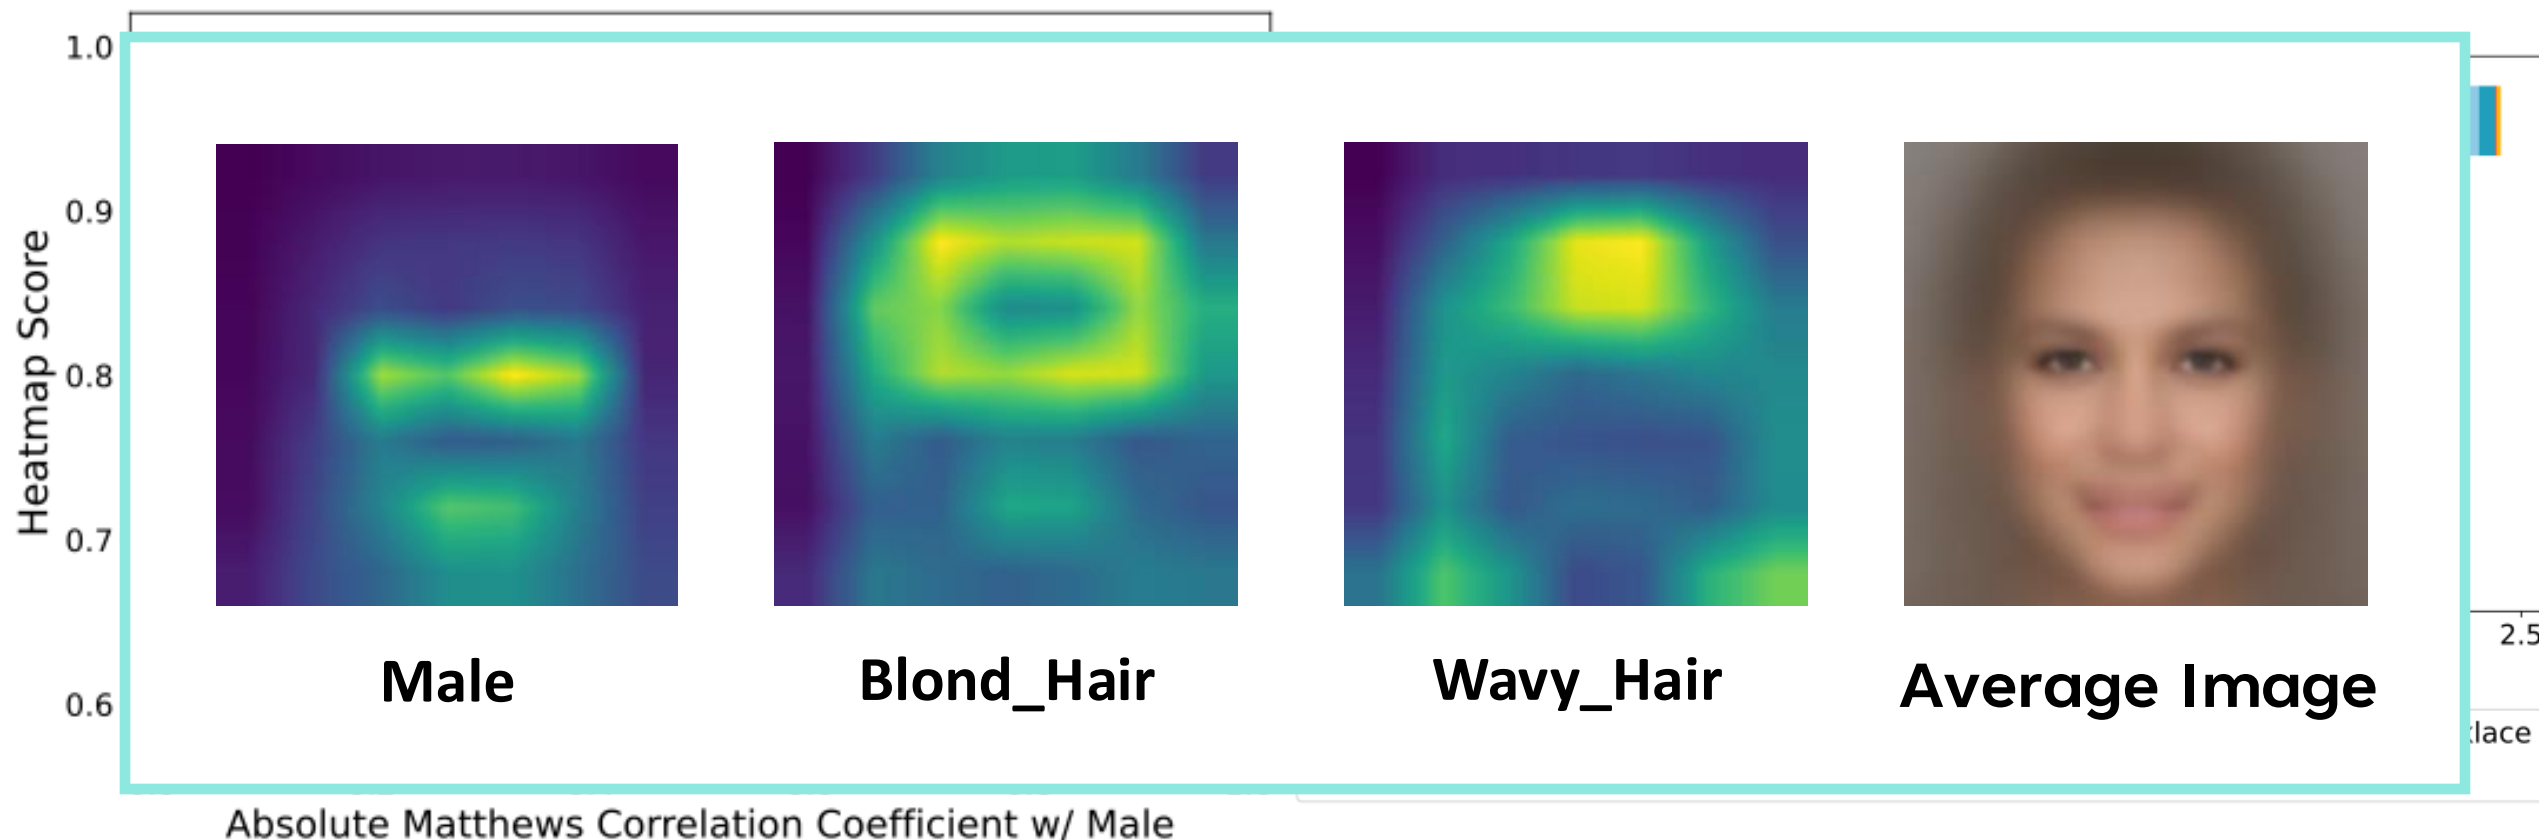 1.0
0.9
0.8
0.7
0.6
Heatmap Score
Male
Blond_Hair
Wavy_Hair
Average Image
2.5
Absolute Matthews Correlation Coefficient w/ Male